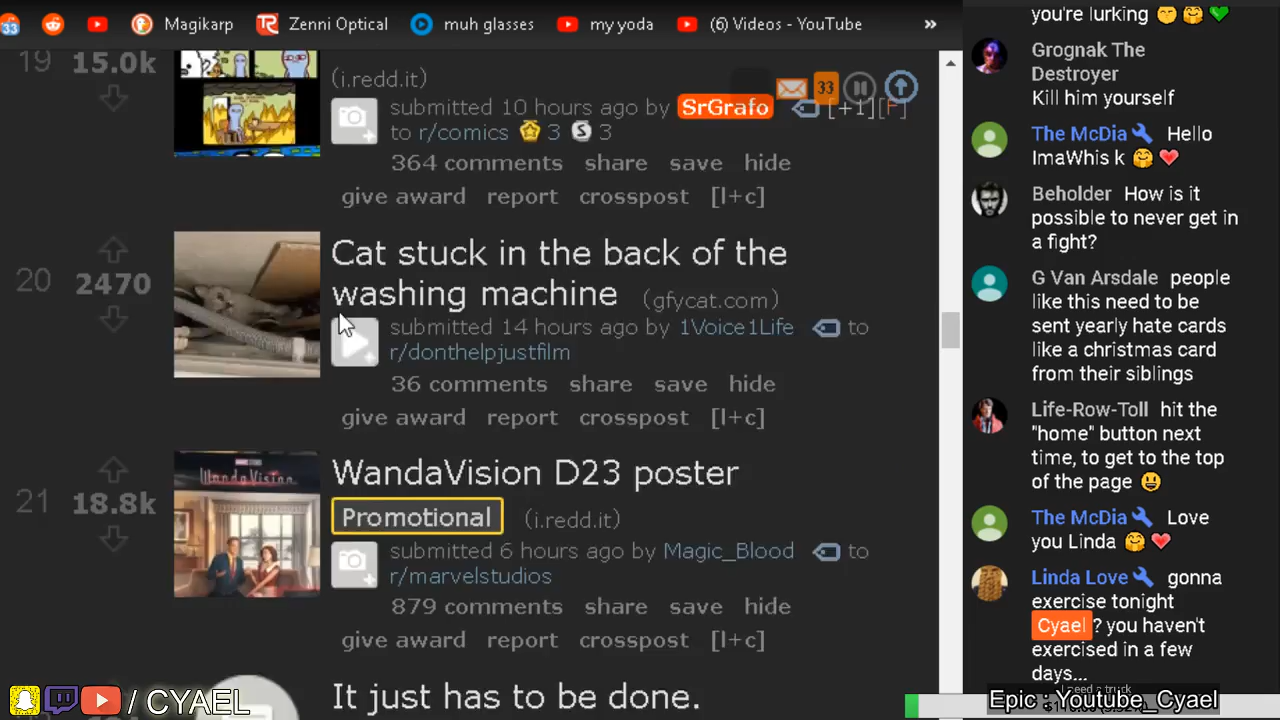 33
Magikarp
Zenni Optical
muh glasses
my yoda
(6) Videos - YouTube
»
19
15.0k
(i.redd.it)
33
submitted 10 hours ago by SrGrafo [+1][F]
to r/comics 3 S 3
364 comments share save hide
give award report crosspost [l+c]
20
2470
Cat stuck in the back of the
washing machine (gfycat.com)
submitted 14 hours ago by 1Voice1Life to
r/donthelpjustfilm
36 comments share save hide
give award report crosspost [l+c]
21
18.8k
WandaVision
WandaVision D23 poster
Promotional (i.redd.it)
submitted 6 hours ago by Magic_Blood to
r/marvelstudios
879 comments share save hide
give award report crosspost [l+c]
It just has to be done.
/ CYAEL
you're lurking
Grognak The
Destroyer
Kill him yourself
The McDia Hello
ImaWhis k
Beholder How is it
possible to never get in
a fight?
G Van Arsdale people
like this need to be
sent yearly hate cards
like a christmas card
from their siblings
Life-Row-Toll hit the
"home" button next
time, to get to the top
of the page
The McDia Love
you Linda
Linda Love gonna
exercise tonight
Cyael ? you haven't
exercised in a few
days...
I need a truck
Epic : Youtube_Cyael